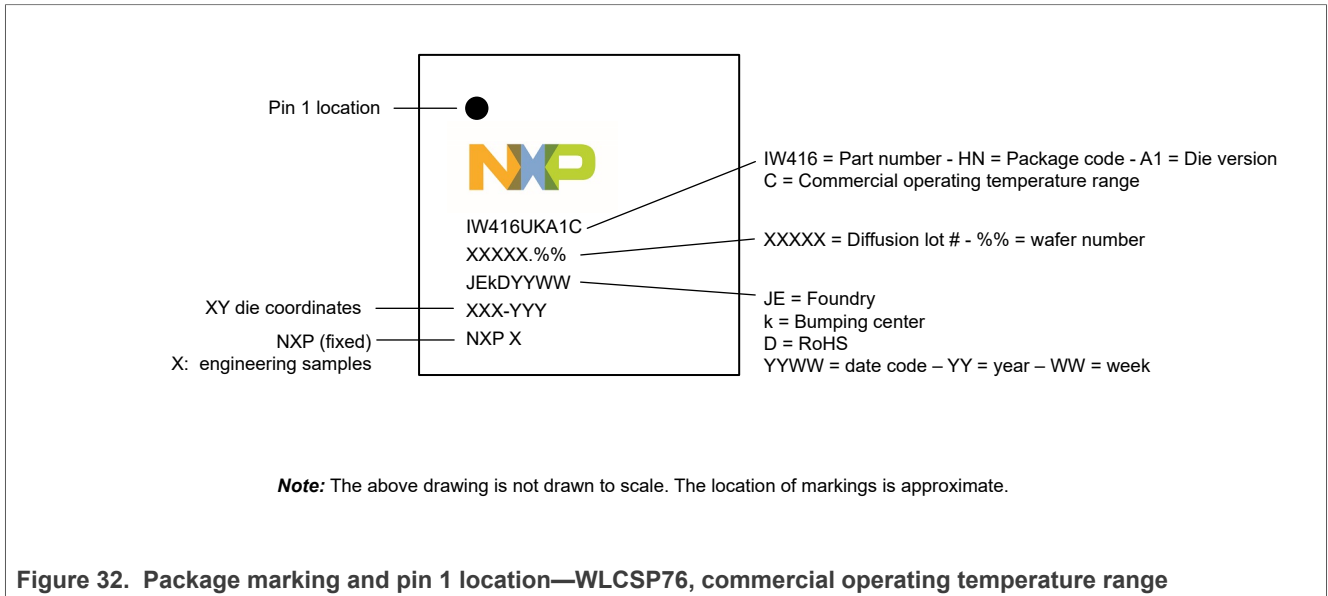 Pin 1 location
NXP
IW416UKA1C
XXXXX.%%
JEkDYYWW
XXX-YYY
NXP X
XY die coordinates
NXP (fixed)
X: engineering samples
IW416 = Part number - HN = Package code - A1 = Die version
C = Commercial operating temperature range
XXXXX = Diffusion lot # - %% = wafer number
JE = Foundry
k = Bumping center
D = RoHS
YYWW = date code – YY = year – WW = week
Note: The above drawing is not drawn to scale. The location of markings is approximate.
Figure 32. Package marking and pin 1 location—WLCSP76, commercial operating temperature range